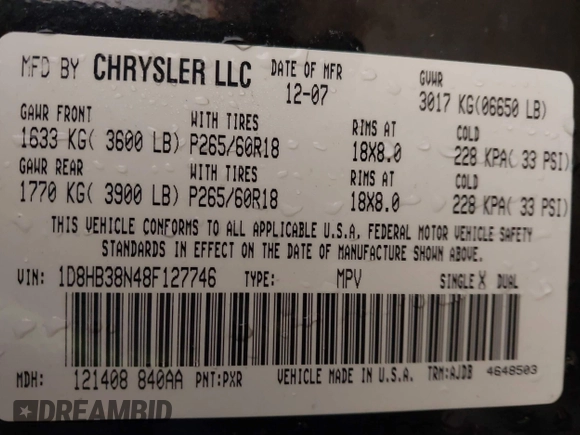 MFD BY CHRYSLER LLC DATE OF MFR GVWR
12-07 3017 KG(06650 LB)
GAWR FRONT WITH TIRES RIMS AT COLD
1633 KG( 3600 LB) P265/60R18 18X8.0 228 KPA( 33 PSI)
GAWR REAR WITH TIRES RIMS AT COLD
1770 KG( 3900 LB) P265/60R18 18X8.0 228 KPA( 33 PSI)
THIS VEHICLE CONFORMS TO ALL APPLICABLE U.S.A. FEDERAL MOTOR VEHICLE SAFETY
STANDARDS IN EFFECT ON THE DATE OF MANUFACTURE SHOWN ABOVE.
VIN: 1D8HB38N48F127746 TYPE: MPV SINGLE X DUAL
MDH: 121408 840AA PNT:PXR VEHICLE MADE IN U.S.A. TRM:AJDB 4648503
DREAMBID